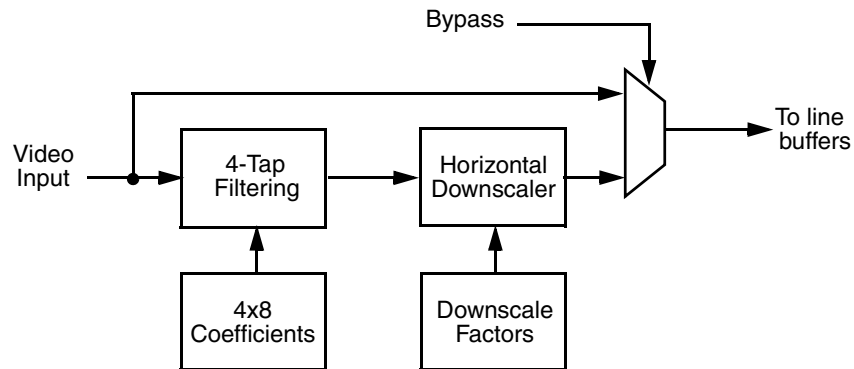 Bypass
To line
buffers
Video
Input
4-Tap
Filtering
Horizontal
Downscaler
4x8
Coefficients
Downscale
Factors